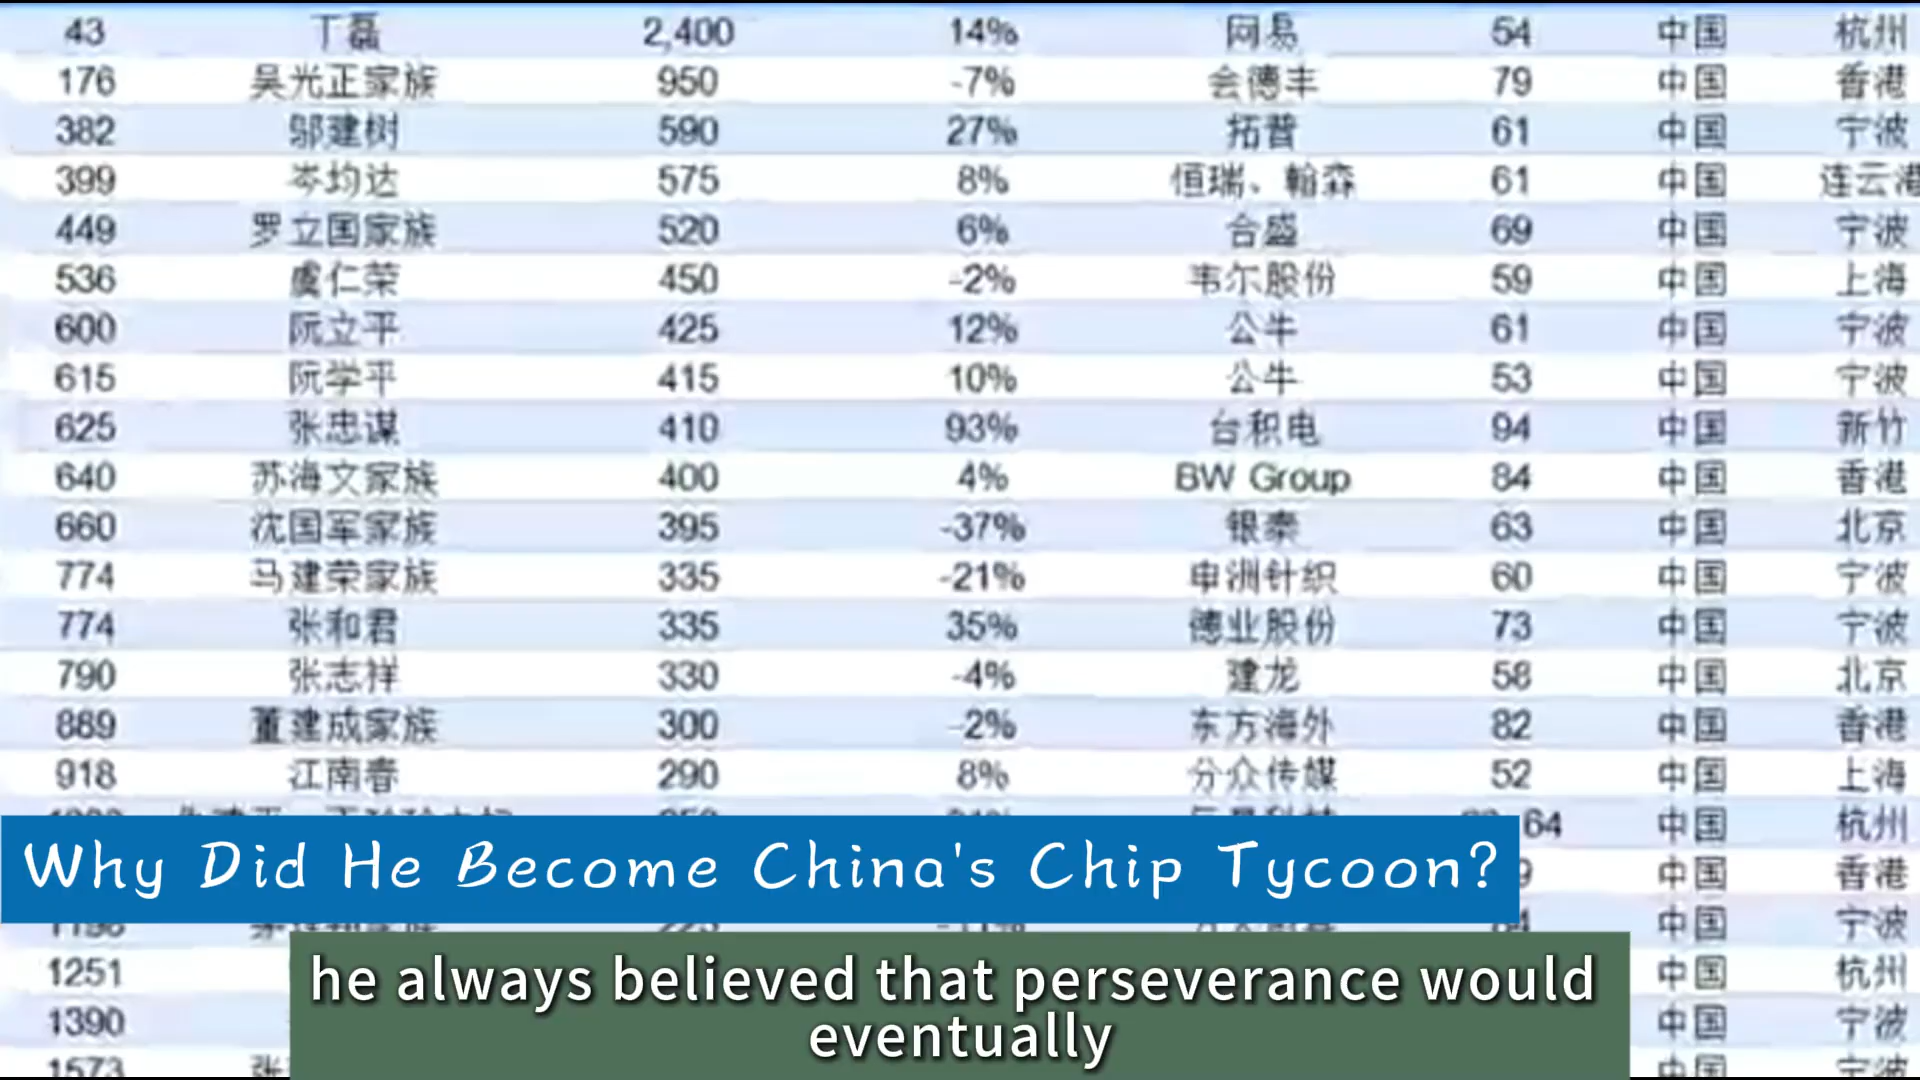 43 丁磊 2,400 14% 网易 54 中国 杭州
176 吴光正家族 950 -7% 会德丰 79 中国 香港
382 邬建树 590 27% 拓普 61 中国 宁波
399 岑均达 575 8% 恒瑞、翰森 61 中国 连云港
449 罗立国家族 520 6% 合盛 69 中国 宁波
536 虞仁荣 450 -2% 韦尔股份 59 中国 上海
600 阮立平 425 12% 公牛 61 中国 宁波
615 阮学平 415 10% 公牛 53 中国 宁波
625 张忠谋 410 93% 台积电 94 中国 新竹
640 苏海文家族 400 4% BW Group 84 中国 香港
660 沈国军家族 395 -37% 银泰 63 中国 北京
774 马建荣家族 335 -21% 申洲针织 60 中国 宁波
774 张和君 335 35% 德业股份 73 中国 宁波
790 张志祥 330 -4% 建龙 58 中国 北京
889 董建成家族 300 -2% 东方海外 82 中国 香港
918 江南春 290 8% 分众传媒 52 中国 上海
64 中国 杭州
Why Did He Become China's Chip Tycoon?
中国 香港
中国 宁波
he always believed that perseverance would
eventually
1251 中国 杭州
1390 中国 宁波
1573 张 中国 宁波